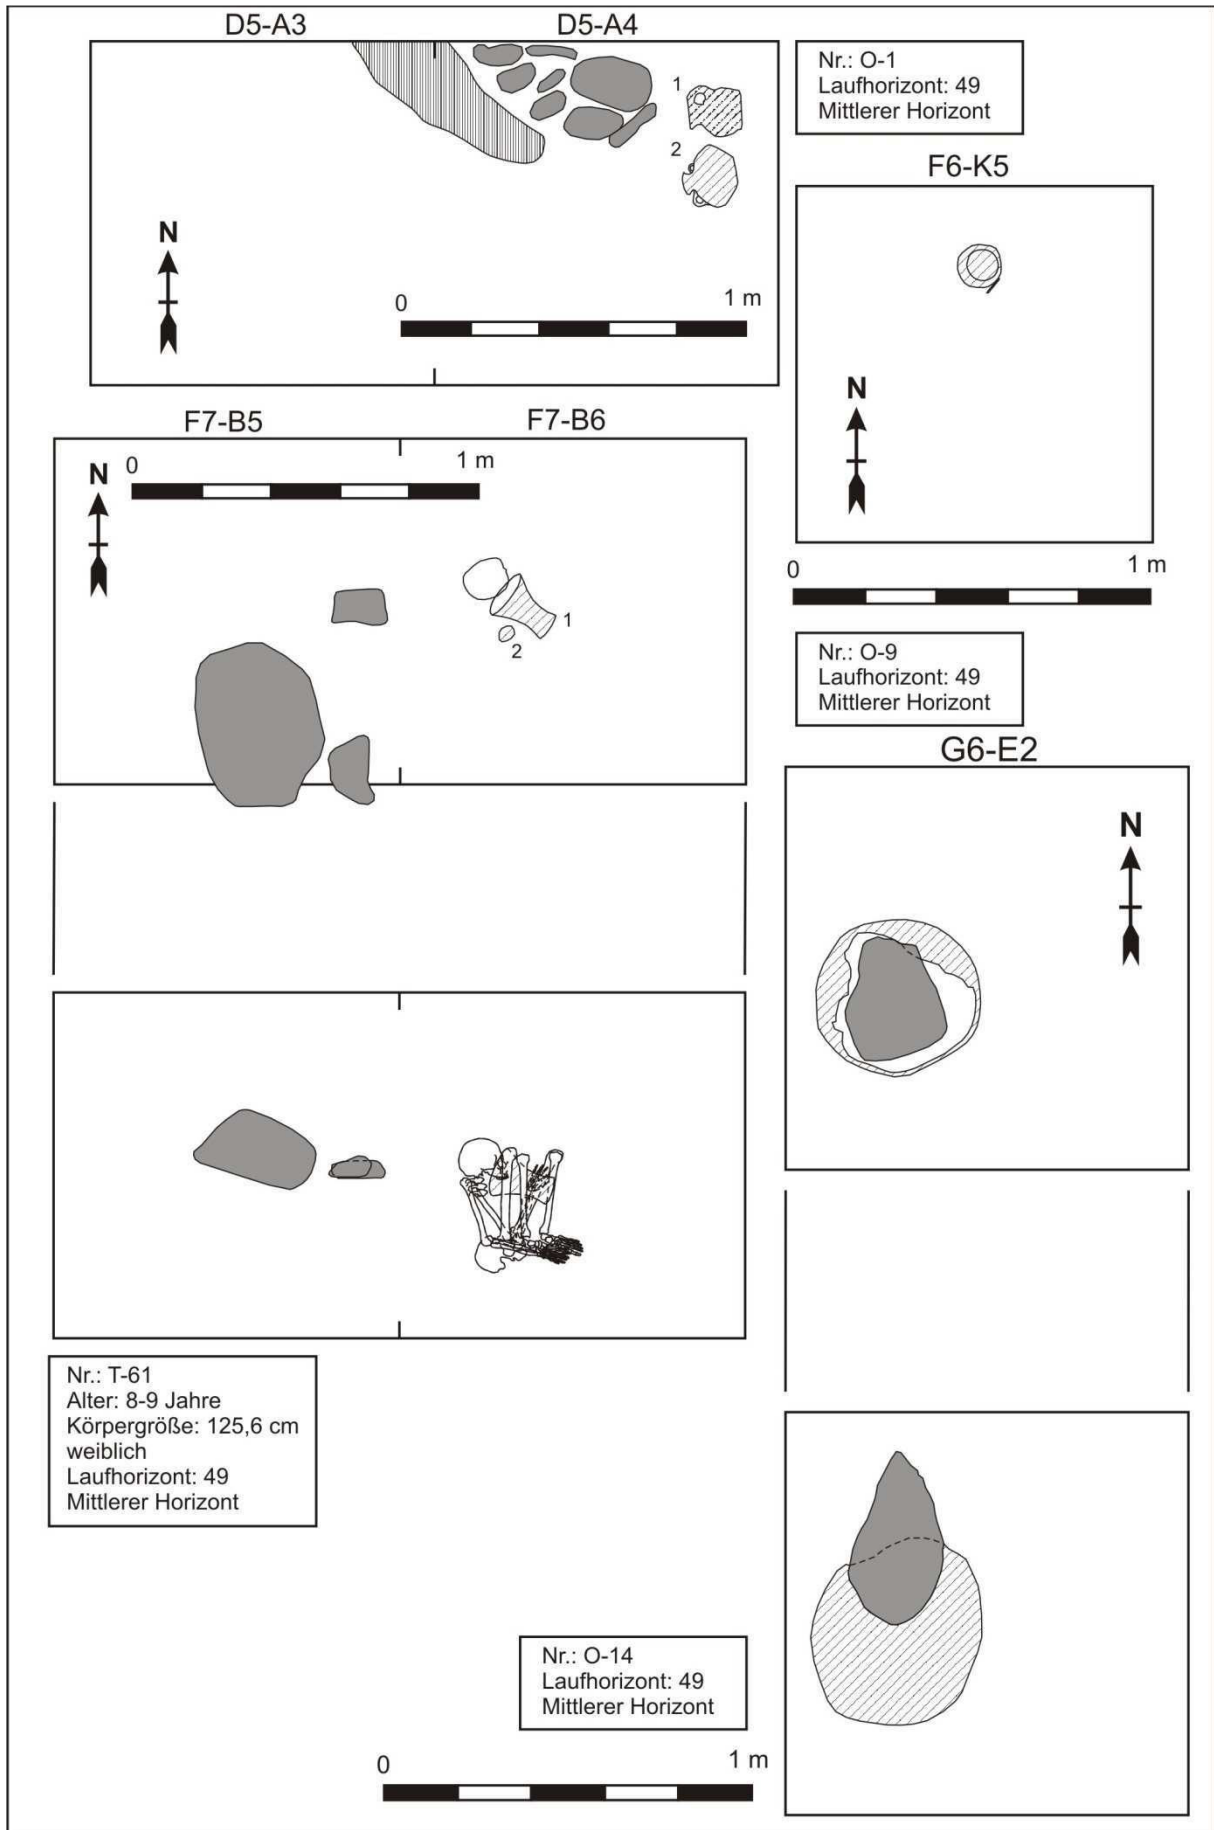 D5-A3 D5-A4
1
2
N
0 1 m
Nr.: O-1
Laufhorizont: 49
Mittlerer Horizont
F6-K5
N
0 1 m
Nr.: O-9
Laufhorizont: 49
Mittlerer Horizont
F7-B5 F7-B6
0 1 m
N
1
2
Nr.: T-61
Alter: 8-9 Jahre
Körpergröße: 125,6 cm
weiblich
Laufhorizont: 49
Mittlerer Horizont
G6-E2
N
Nr.: O-14
Laufhorizont: 49
Mittlerer Horizont
0 1 m